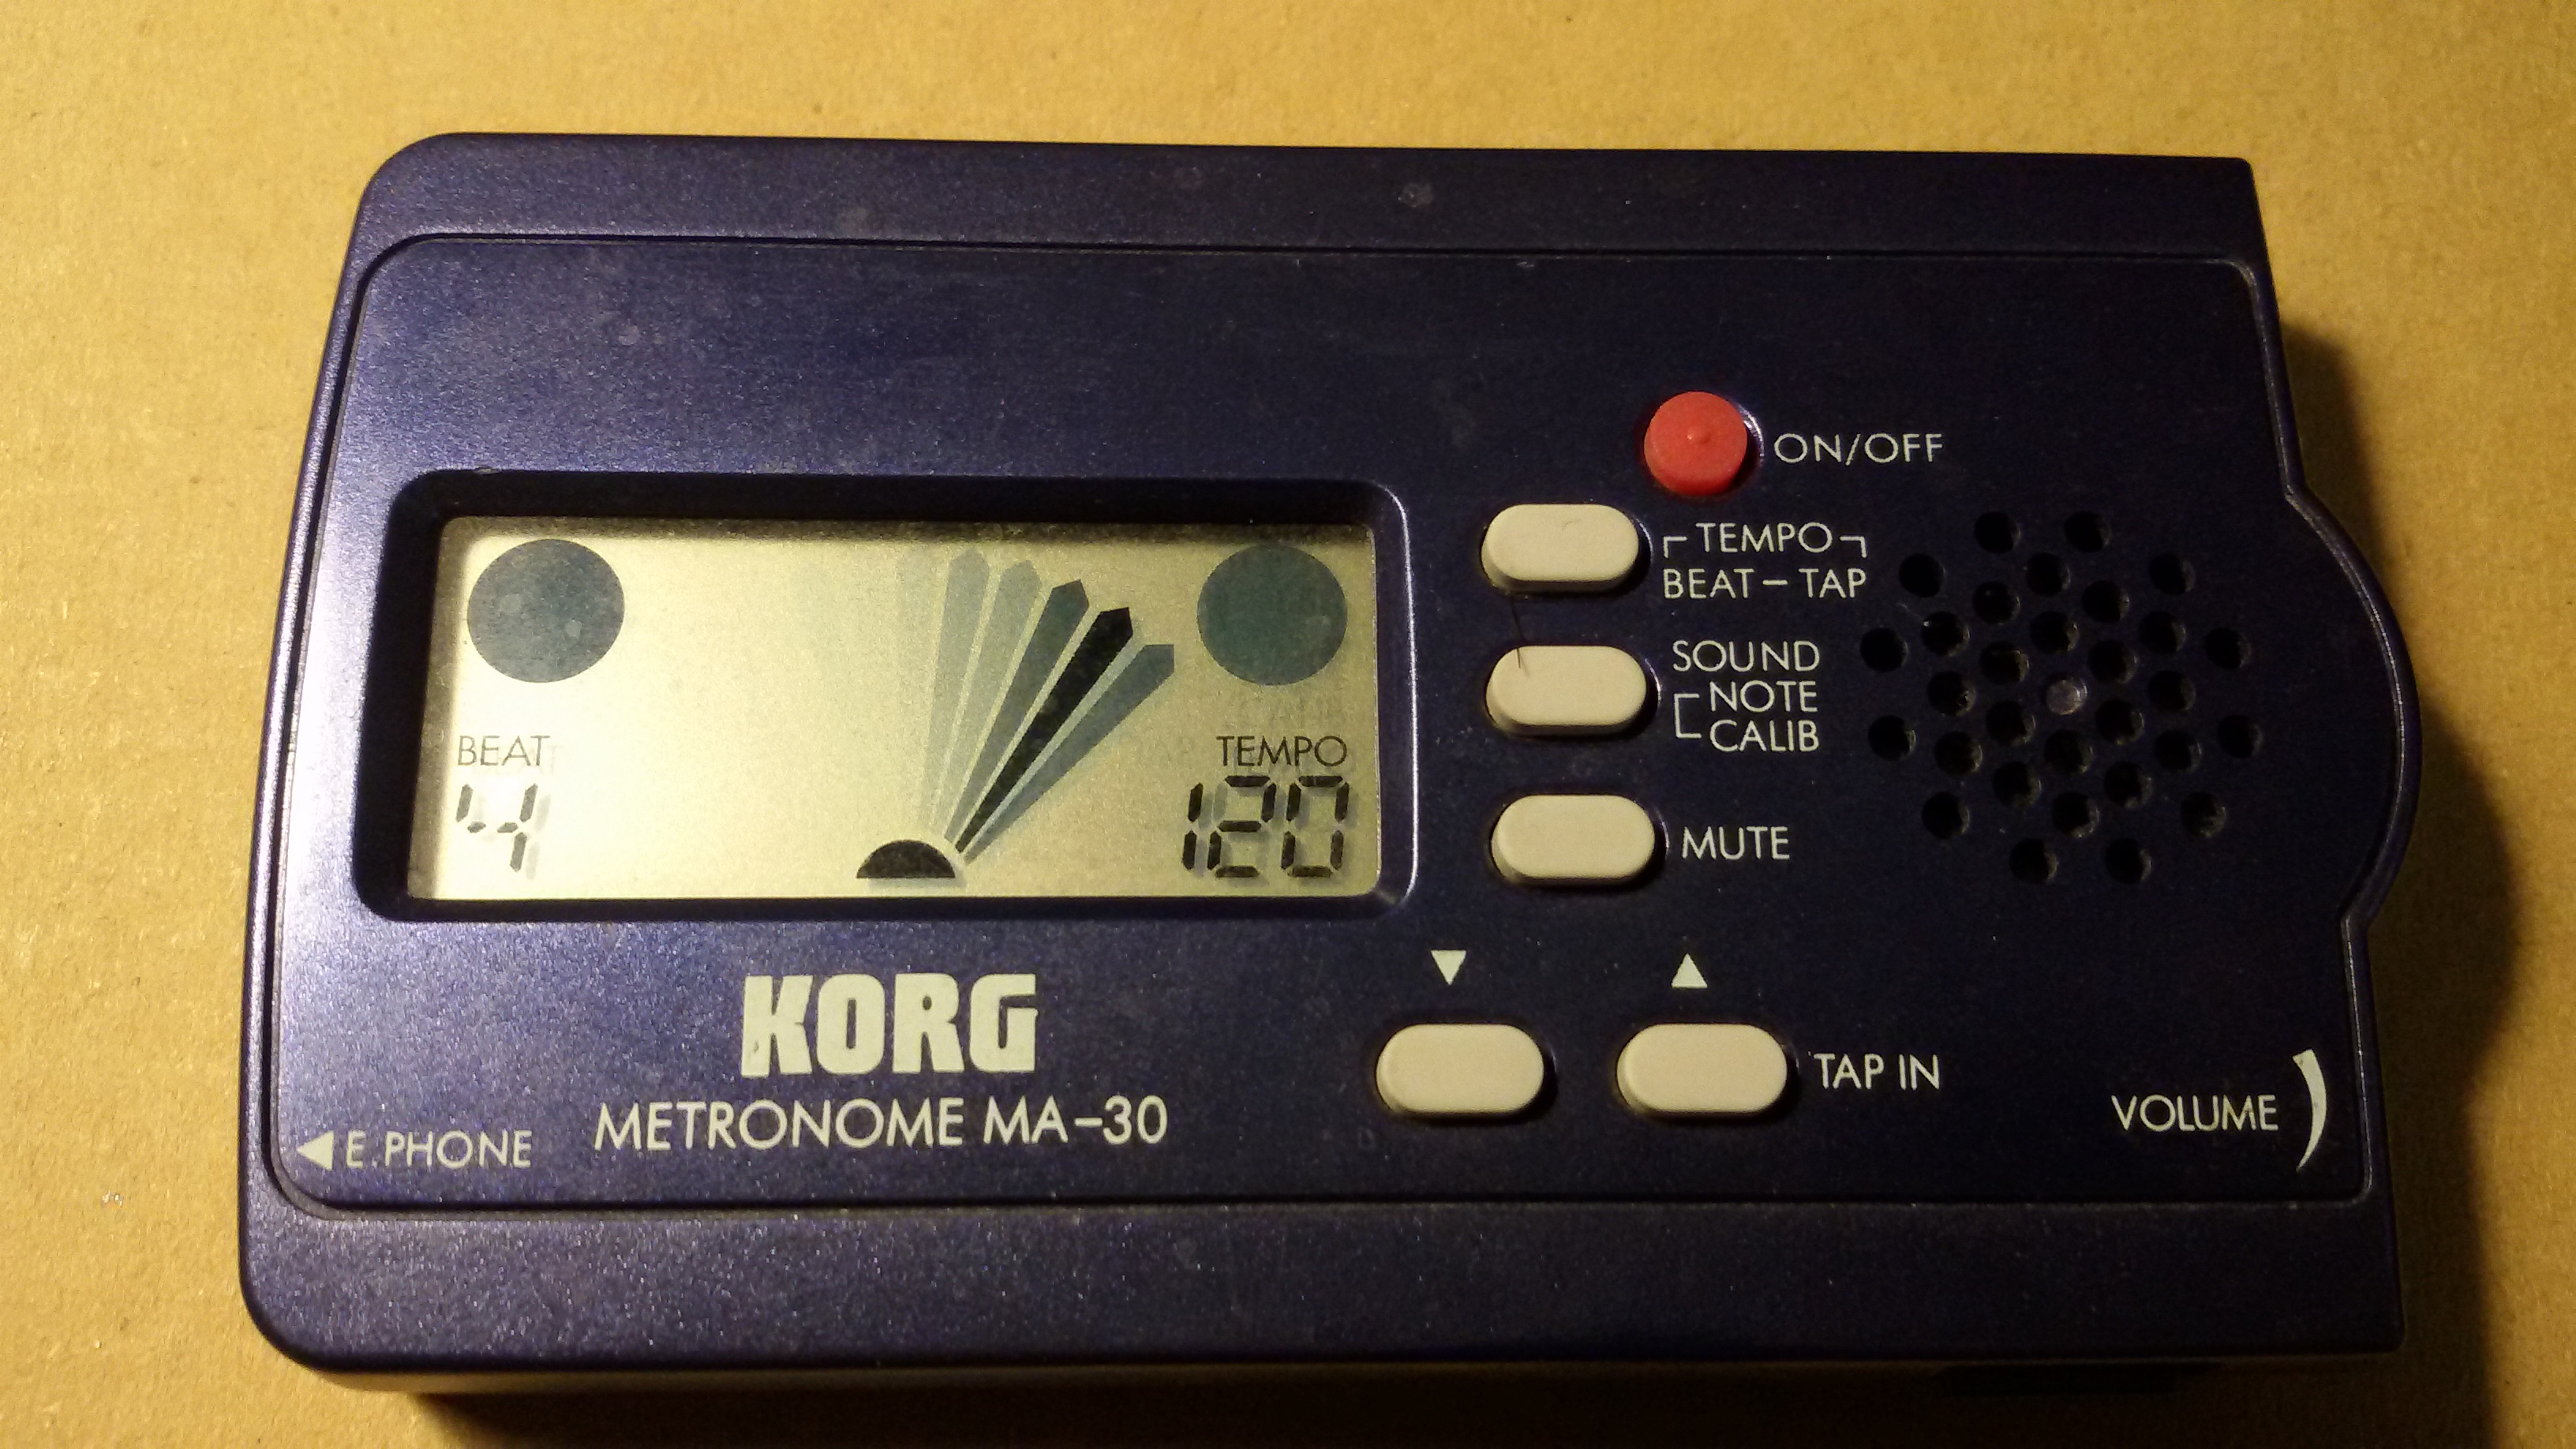 ON/OFF
TEMPO
BEAT – TAP
SOUND
NOTE
CALIB
BEAT
TEMPO
4
120
MUTE
▼ ▲
KORG
TAP IN
METRONOME MA-30
VOLUME
◀ E.PHONE